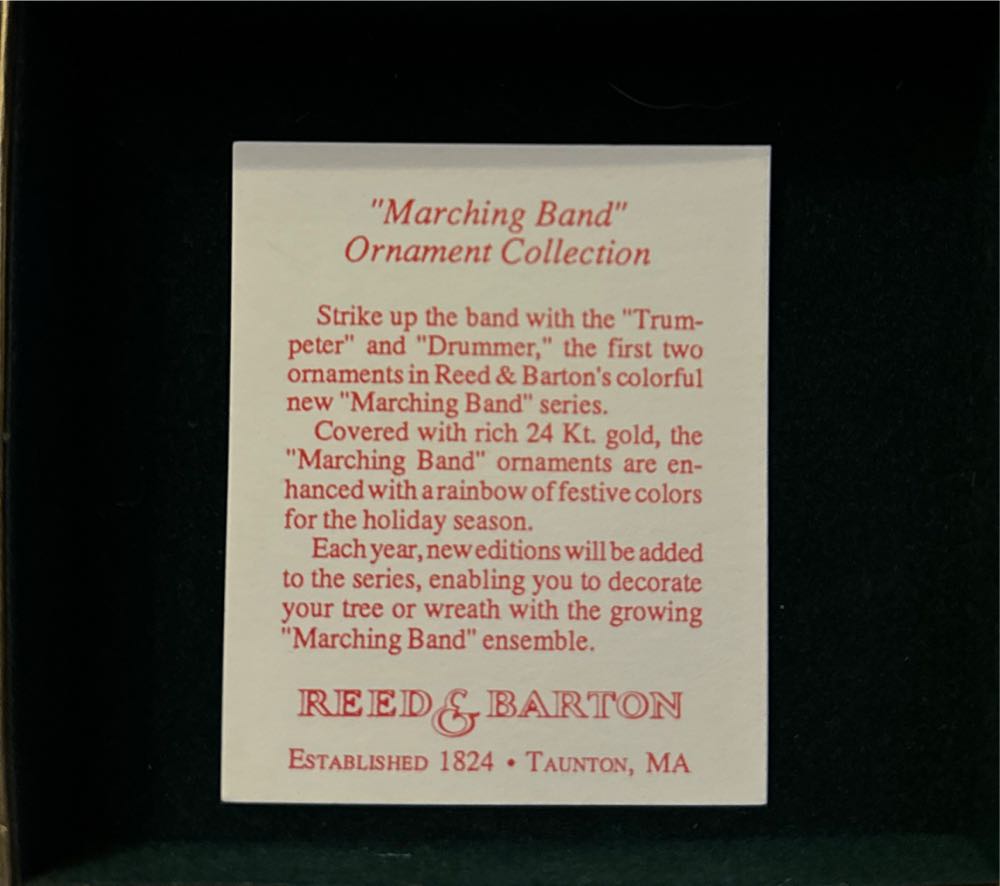 "Marching Band"
Ornament Collection
Strike up the band with the "Trum-
peter" and "Drummer," the first two
ornaments in Reed & Barton's colorful
new "Marching Band" series.
Covered with rich 24 Kt. gold, the
"Marching Band" ornaments are en-
hanced with a rainbow of festive colors
for the holiday season.
Each year, new editions will be added
to the series, enabling you to decorate
your tree or wreath with the growing
"Marching Band" ensemble.
REED & BARTON
ESTABLISHED 1824 • TAUNTON, MA